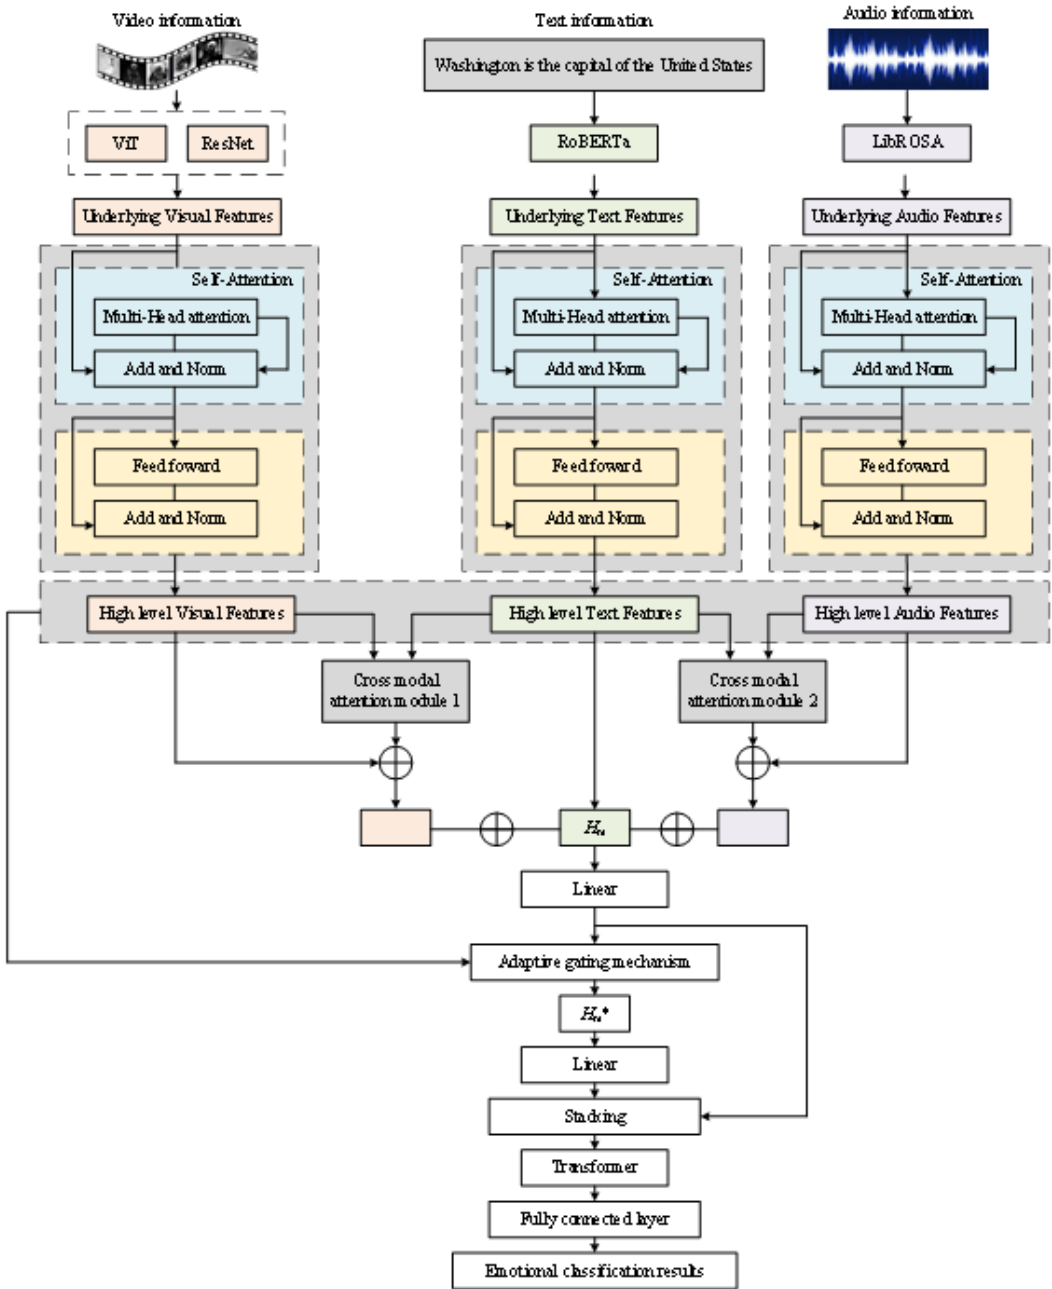 Video information
Text information
Audio information
Washington is the capital of the United States
ViT
ResNet
RoBERTa
LibROSA
Underlying Visual Features
Underlying Text Features
Underlying Audio Features
Self-Attention
Self-Attention
Self-Attention
Multi-Head attention
Multi-Head attention
Multi-Head attention
Add and Norm
Add and Norm
Add and Norm
Feed foward
Feed foward
Feed foward
Add and Norm
Add and Norm
Add and Norm
High level Visual Features
High level Text Features
High level Audio Features
Cross modal
attention module 1
Cross modal
attention module 2
H
Linear
Adaptive gating mechanism
H *
Linear
Stacking
Transformer
Fully connected layer
Emotional classification results